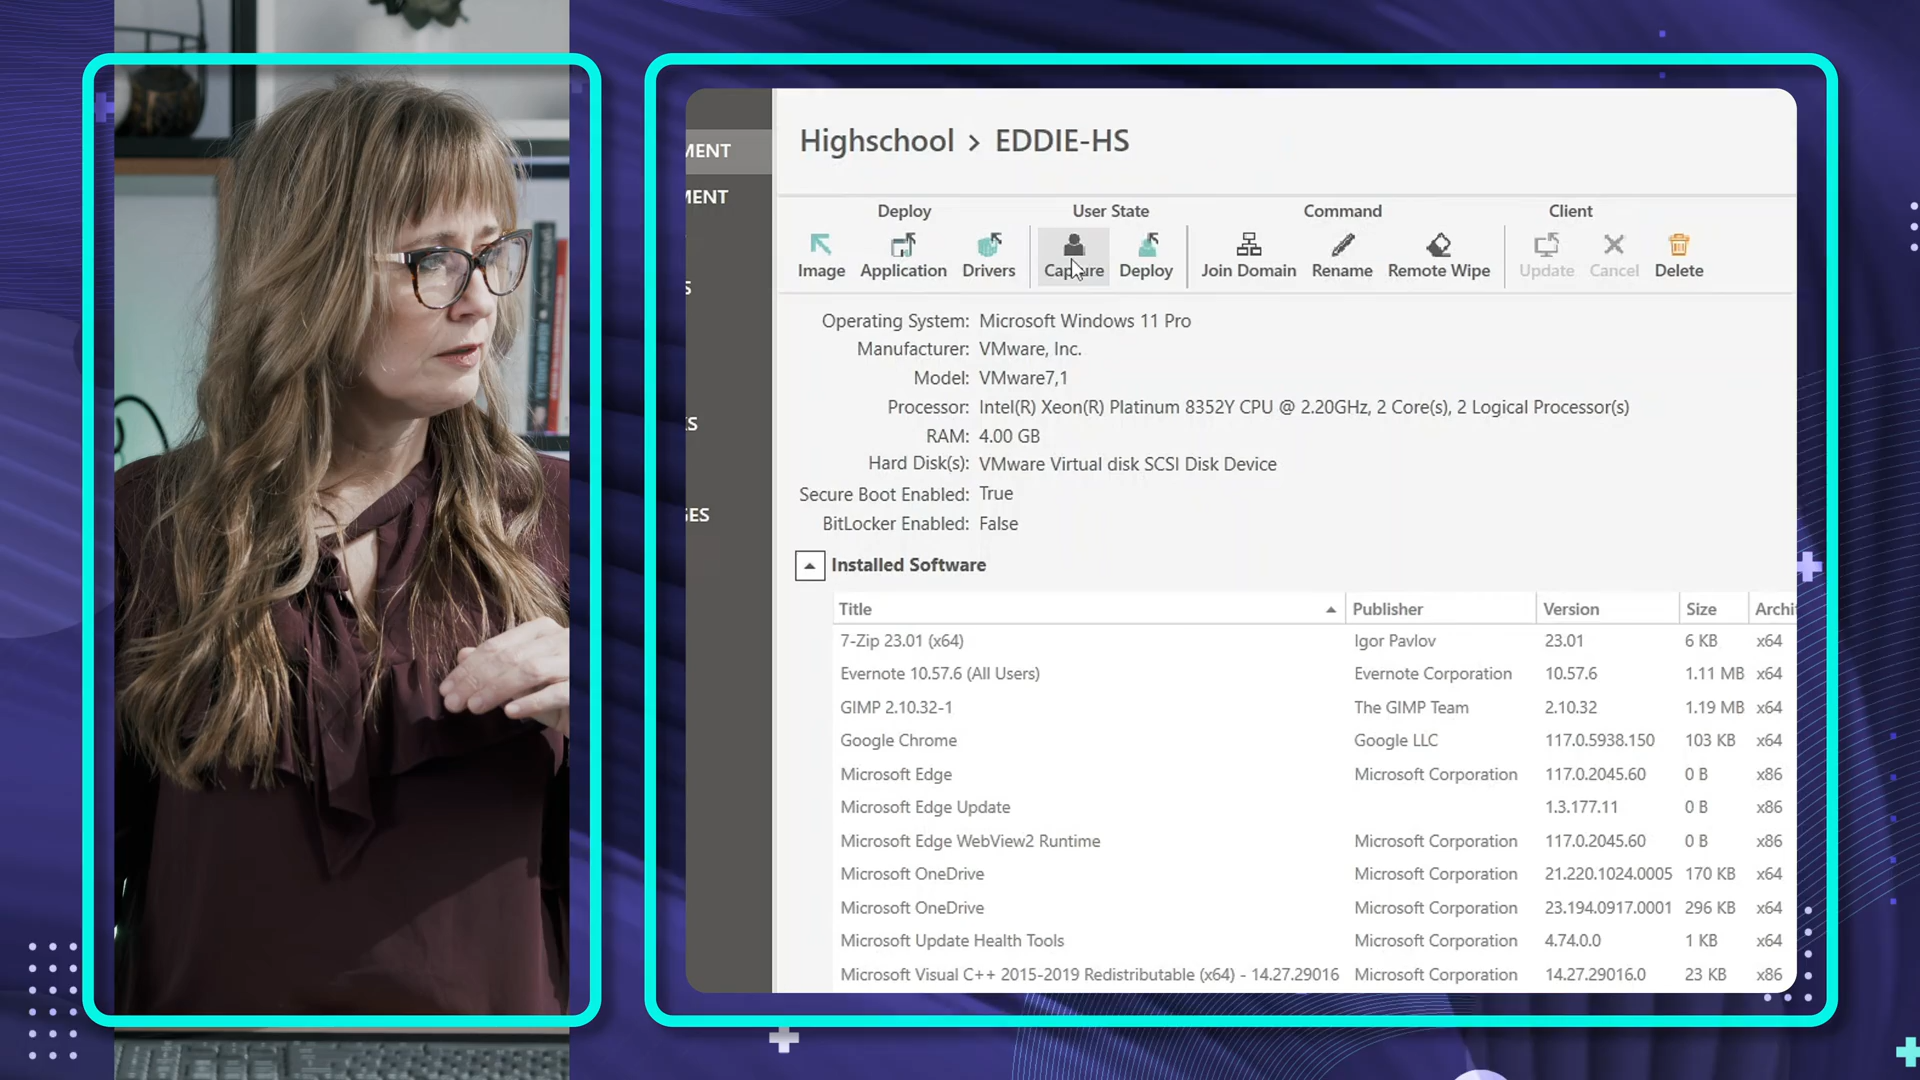 MENT
MENT
S
KS
GES
Highschool > EDDIE-HS
Deploy User State Command Client
Image Application Drivers Capture Deploy Join Domain Rename Remote Wipe Update Cancel Delete
Operating System: Microsoft Windows 11 Pro
Manufacturer: VMware, Inc.
Model: VMware7,1
Processor: Intel(R) Xeon(R) Platinum 8352Y CPU @ 2.20GHz, 2 Core(s), 2 Logical Processor(s)
RAM: 4.00 GB
Hard Disk(s): VMware Virtual disk SCSI Disk Device
Secure Boot Enabled: True
BitLocker Enabled: False
Installed Software
Title Publisher Version Size Archi
7-Zip 23.01 (x64) Igor Pavlov 23.01 6 KB x64
Evernote 10.57.6 (All Users) Evernote Corporation 10.57.6 1.11 MB x64
GIMP 2.10.32-1 The GIMP Team 2.10.32 1.19 MB x64
Google Chrome Google LLC 117.0.5938.150 103 KB x64
Microsoft Edge Microsoft Corporation 117.0.2045.60 0 B x86
Microsoft Edge Update 1.3.177.11 0 B x86
Microsoft Edge WebView2 Runtime Microsoft Corporation 117.0.2045.60 0 B x86
Microsoft OneDrive Microsoft Corporation 21.220.1024.0005 170 KB x64
Microsoft OneDrive Microsoft Corporation 23.194.0917.0001 296 KB x64
Microsoft Update Health Tools Microsoft Corporation 4.74.0.0 1 KB x64
Microsoft Visual C++ 2015-2019 Redistributable (x64) - 14.27.29016 Microsoft Corporation 14.27.29016.0 23 KB x86